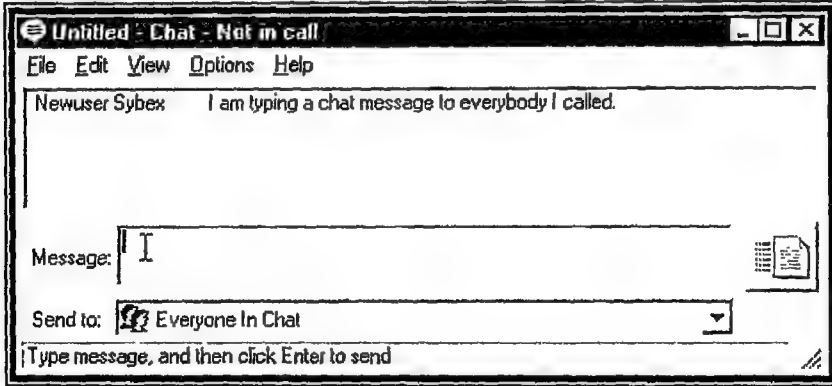 Untitled - Chat - Not in call
File Edit View Options Help
Newuser Sybex I am typing a chat message to everybody I called.
Message:
Send to: Everyone In Chat
Type message, and then click Enter to send